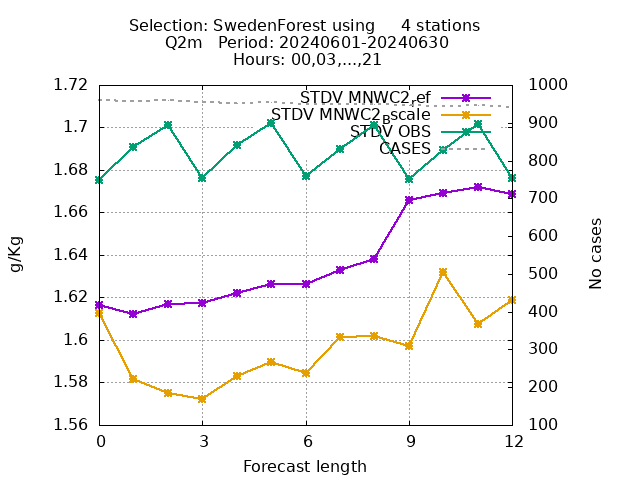 Selection: SwedenForest using 4 stations
Q2m Period: 20240601-20240630
Hours: 00,03,...,21
STDV MNWC2_ref
STDV MNWC2_Bscale
STDV OBS
CASES
1.72
1.7
1.68
1.66
1.64
1.62
1.6
1.58
1.56
1000
900
800
700
600
500
400
300
200
100
g/Kg
No cases
0 3 6 9 12
Forecast length